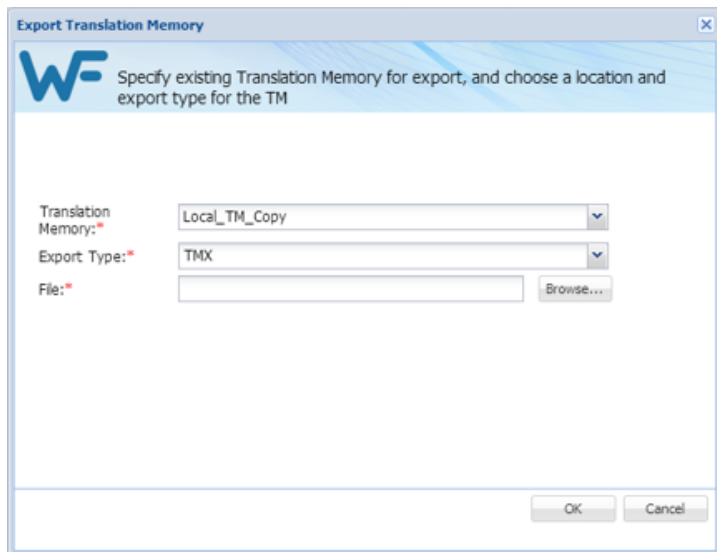 Export Translation Memory
WF
Specify existing Translation Memory for export, and choose a location and
export type for the TM
Translation
Memory:*
Local_TM_Copy
Export Type:*
TMX
File:*
Browse...
OK
Cancel